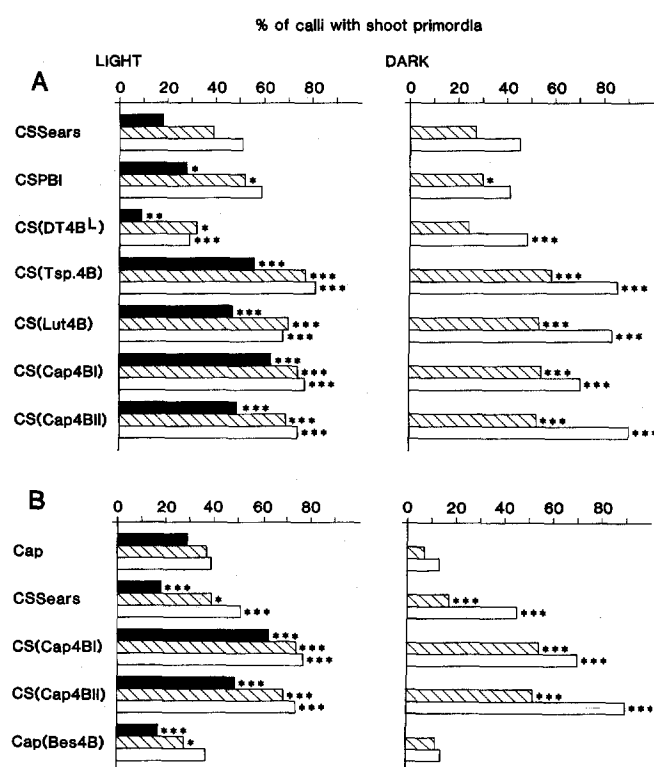 % of calli with shoot primordia
LIGHT DARK
A
0 20 40 60 80 0 20 40 60 80
CSSears
CSPBI * * *
CS(DT4BL) ** * *** ***
CS(Tsp.4B) *** *** *** *** ***
CS(Lut4B) *** *** *** *** ***
CS(Cap4BI) *** *** *** *** ***
CS(Cap4BII) *** *** *** *** ***
B
0 20 40 60 80 0 20 40 60 80
Cap
CSSears *** * *** *** ***
CS(Cap4BI) *** *** *** *** ***
CS(Cap4BII) *** *** *** *** ***
Cap(Bes4B) *** *